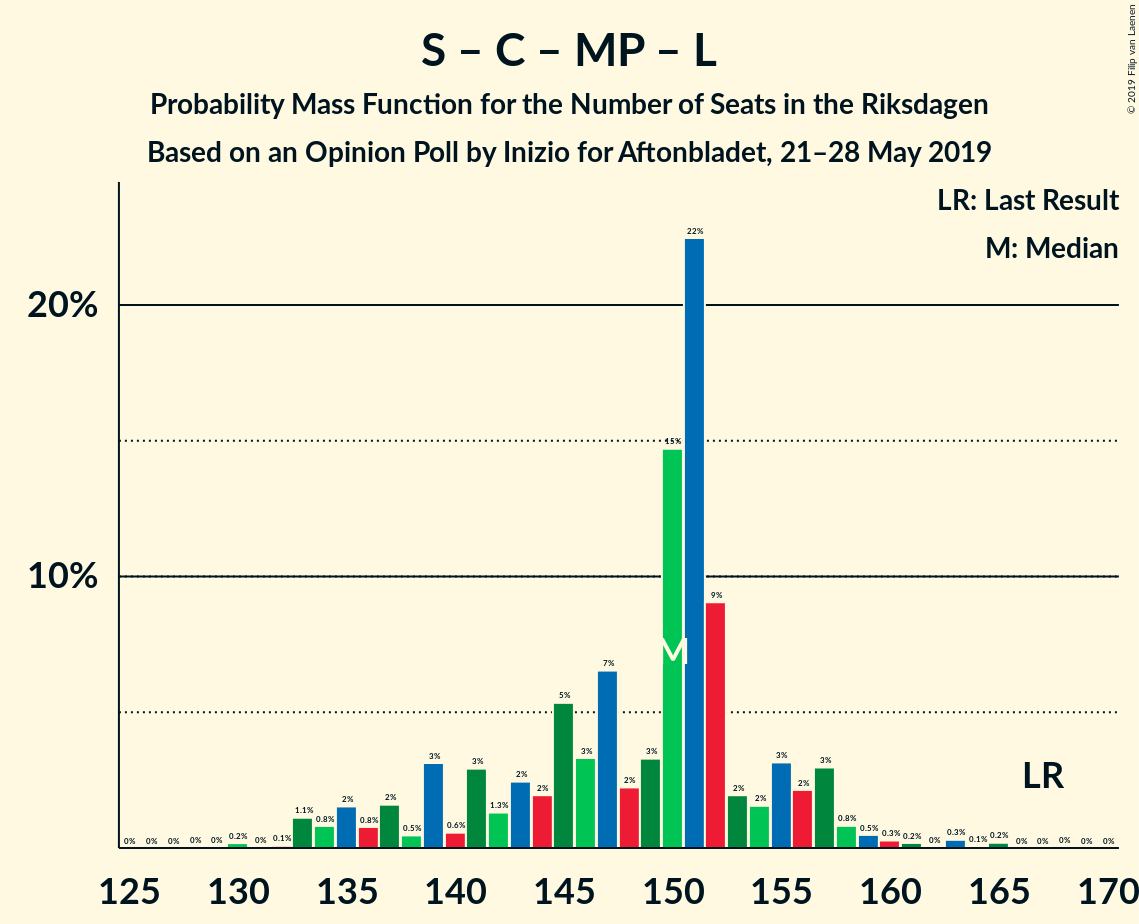 S – C – MP – L
Probability Mass Function for the Number of Seats in the Riksdagen
Based on an Opinion Poll by Inizio for Aftonbladet, 21–28 May 2019
© 2019 Filip van Laenen
LR: Last Result
M: Median
20%
10%
0% 0% 0% 0% 0% 0.2% 0% 0.1% 1.1% 0.8% 2% 0.8% 2% 0.5% 3% 0.6% 3% 1.3% 2% 2% 5% 3% 7% 2% 3% 15% 22% 9% 2% 2% 3% 2% 3% 0.8% 0.5% 0.3% 0.2% 0% 0.3% 0.1% 0.2% 0% 0% 0% 0% 0%
M
LR
125 130 135 140 145 150 155 160 165 170